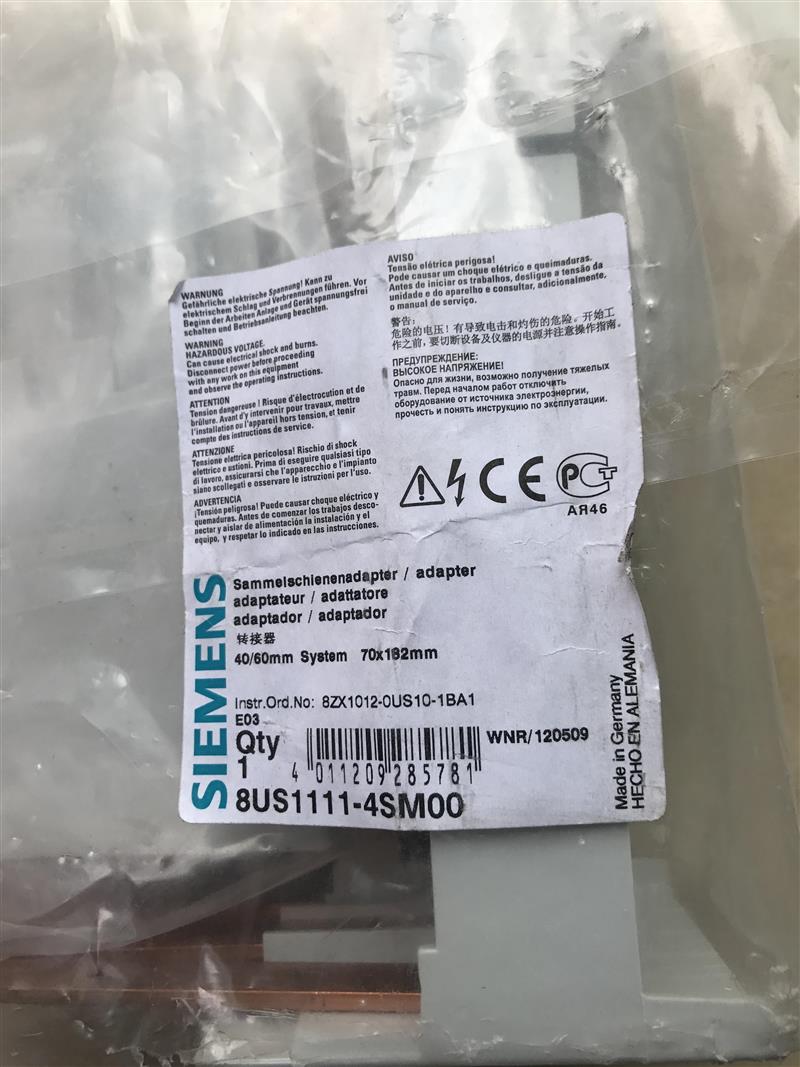 WARNUNG
Gefährliche elektrische Spannung! Kann zu
elektrischem Schlag und Verbrennungen führen. Vor
Beginn der Arbeiten Anlage und Gerät spannungsfrei
schalten und Betriebsanleitung beachten.
WARNING
HAZARDOUS VOLTAGE.
Can cause electrical shock and burns.
Disconnect power before proceeding
with any work on this equipment
and observe the operating instructions.
ATTENTION
Tension dangereuse ! Risque d'électrocution et de
brûlure. Avant d'y intervenir pour travaux, mettre
l'installation ou l'appareil hors tension, et tenir
compte des instructions de service.
ATTENZIONE
Tensione elettrica pericolosa! Rischio di shock
elettrico e ustioni. Prima di eseguire qualsiasi tipo
di lavoro, assicurarsi che l'apparecchio e l'impianto
siano scollegati e osservare le istruzioni per l'uso.
ADVERTENCIA
¡Tensión peligrosa! Puede causar choque eléctrico y
quemaduras. Antes de comenzar los trabajos desco-
nectar y aislar de alimentación la instalación y el
equipo, y respetar lo indicado en las instrucciones.
AVISO
Tensão elétrica perigosa!
Pode causar um choque elétrico e queimaduras.
Antes de iniciar os trabalhos, desligue a tensão da
unidade e do aparelho e consultar, adicionalmente,
o manual de serviço.
警告:
危险的电压!有导致电击和灼伤的危险。开始工
作之前,要切断设备及仪器的电源并注意操作指南。
ПРЕДУПРЕЖДЕНИЕ:
ВЫСОКОЕ НАПРЯЖЕНИЕ!
Опасно для жизни, возможно получение тяжелых
травм. Перед началом работ отключить
оборудование от источника электроэнергии,
прочесть и понять инструкцию по эксплуатации.
CE
РСТ
АЯ46
SIEMENS
Sammelschienenadapter / adapter
adaptateur / adattatore
adaptador / adaptador
转接器
40/60mm System 70x182mm
Instr.Ord.No: 8ZX1012-0US10-1BA1
E03
Qty
1
WNR/120509
4 011209 285781
8US1111-4SM00
Made in Germany
HECHO EN ALEMANIA